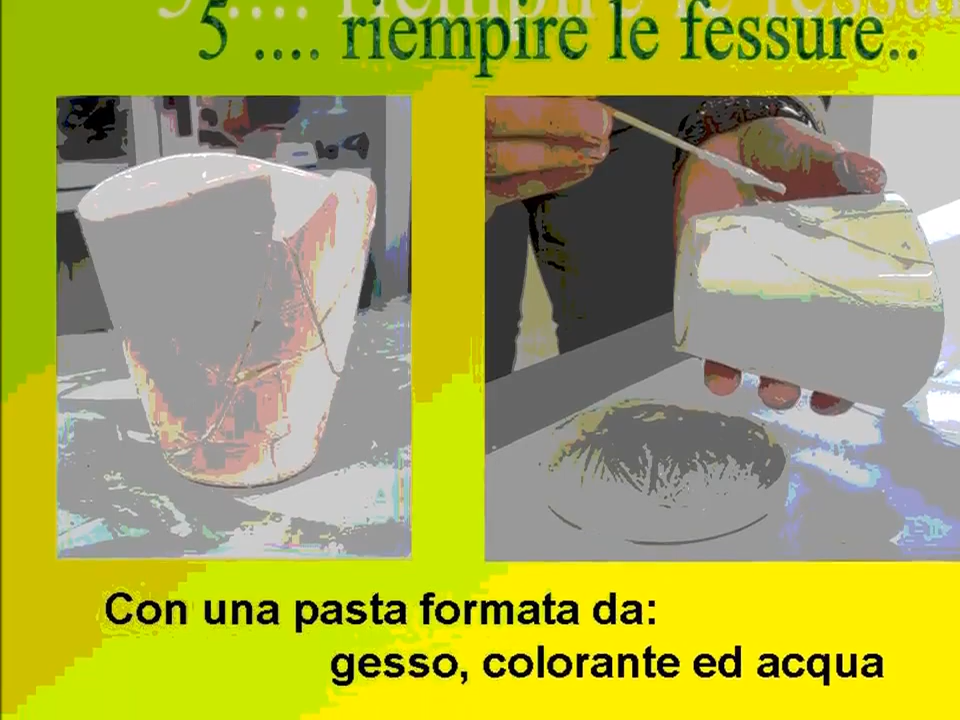 5 .... riempire le fessure..
Con una pasta formata da:
gesso, colorante ed acqua